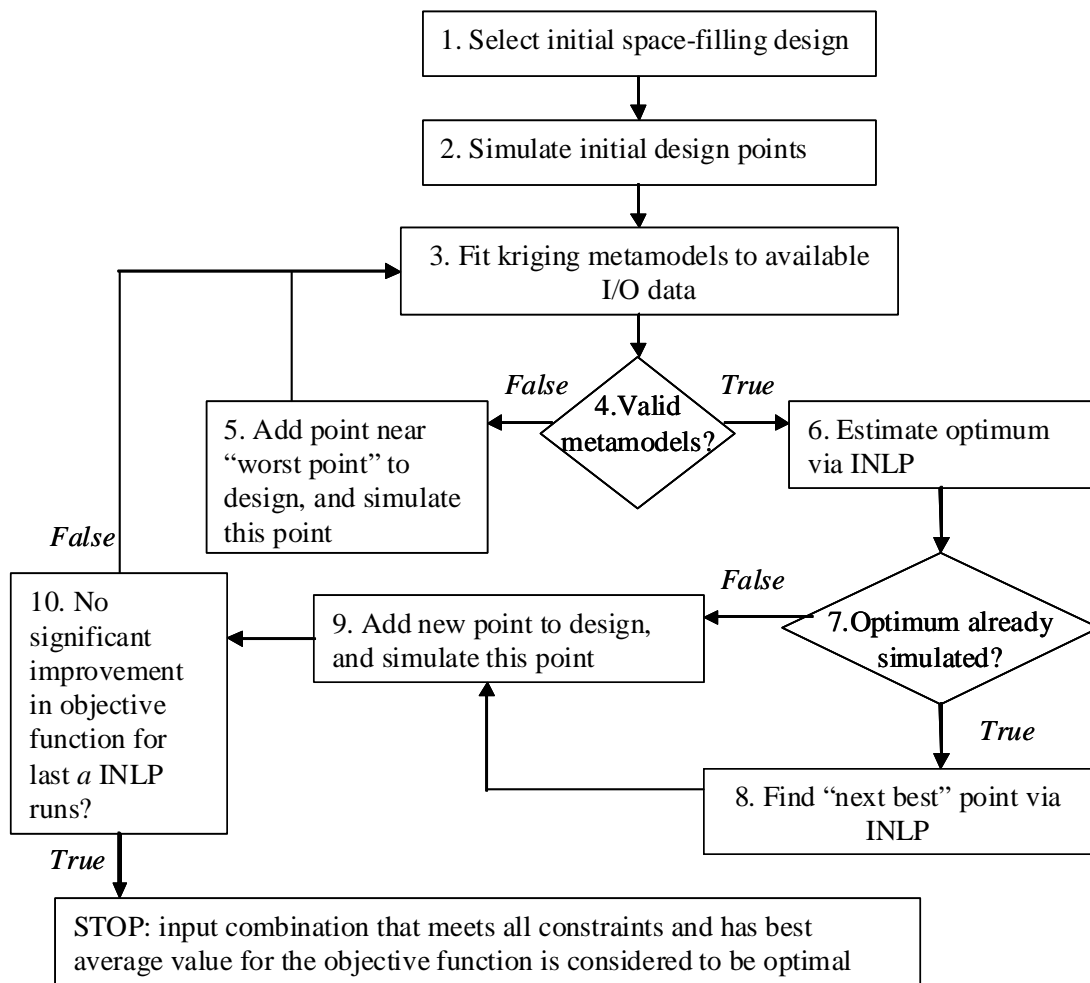 1. Select initial space-filling design
2. Simulate initial design points
3. Fit kriging metamodels to available
I/O data
False
True
4.Valid
metamodels?
5. Add point near
“worst point” to
design, and simulate
this point
6. Estimate optimum
via INLP
False
False
7.Optimum already
simulated?
10. No
significant
improvement
in objective
function for
last a INLP
runs?
9. Add new point to design,
and simulate this point
True
8. Find “next best” point via
INLP
True
STOP: input combination that meets all constraints and has best
average value for the objective function is considered to be optimal